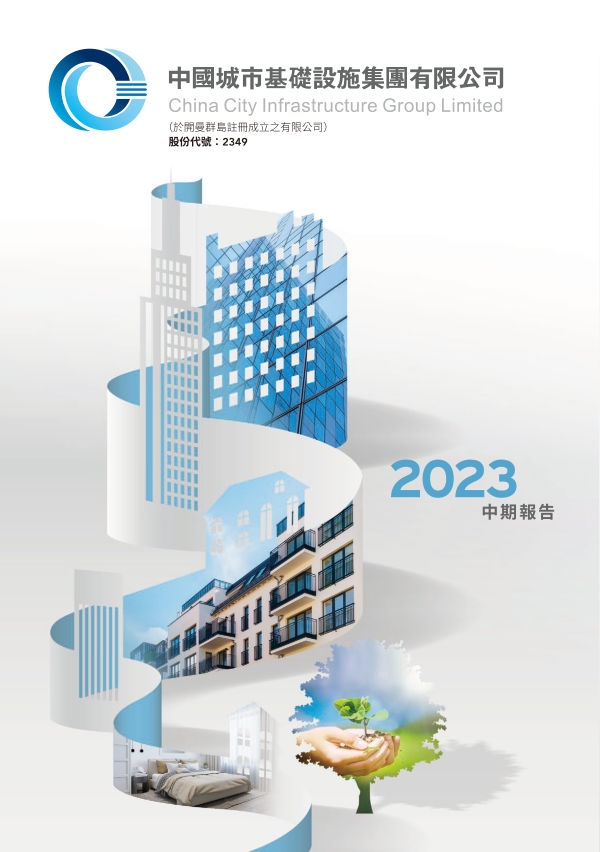 中國城市基礎設施集團有限公司
China City Infrastructure Group Limited
（於開曼群島註冊成立之有限公司）
股份代號：2349
2023
中期報告